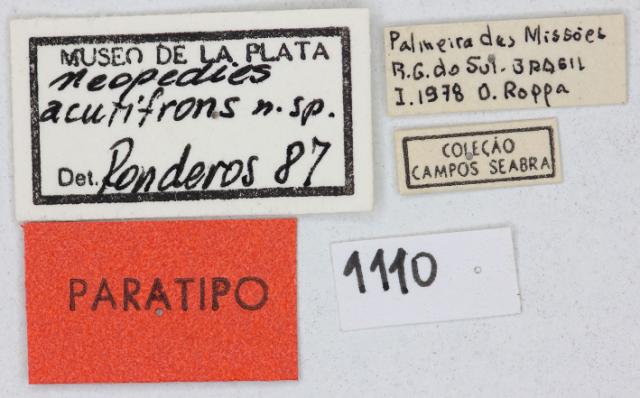 MUSEO DE LA PLATA
neopedies
acutifrons n.sp.
Det. Ronderos 87
Palmeira das Missões
R.G.do Sul - BRASIL
I.1978 O. Roppa
COLEÇÃO
CAMPOS SEABRA
PARATIPO
1110